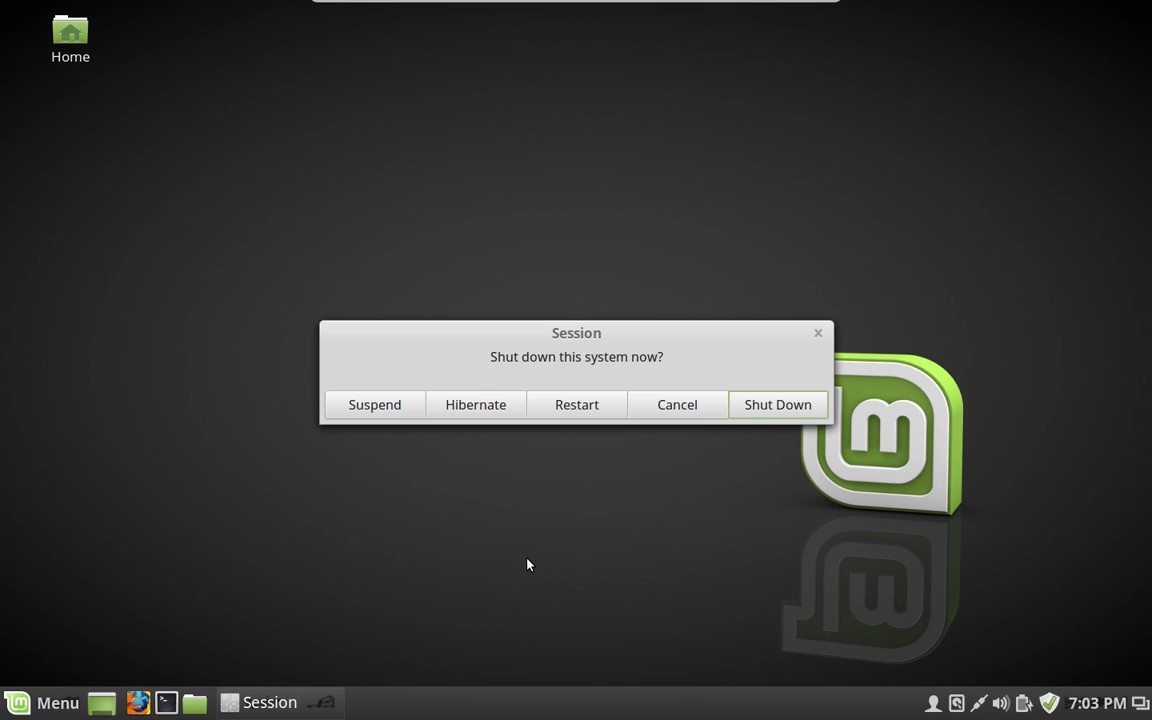 Home
Session
Shut down this system now?
Suspend Hibernate Restart Cancel Shut Down
Menu Session 7:03 PM